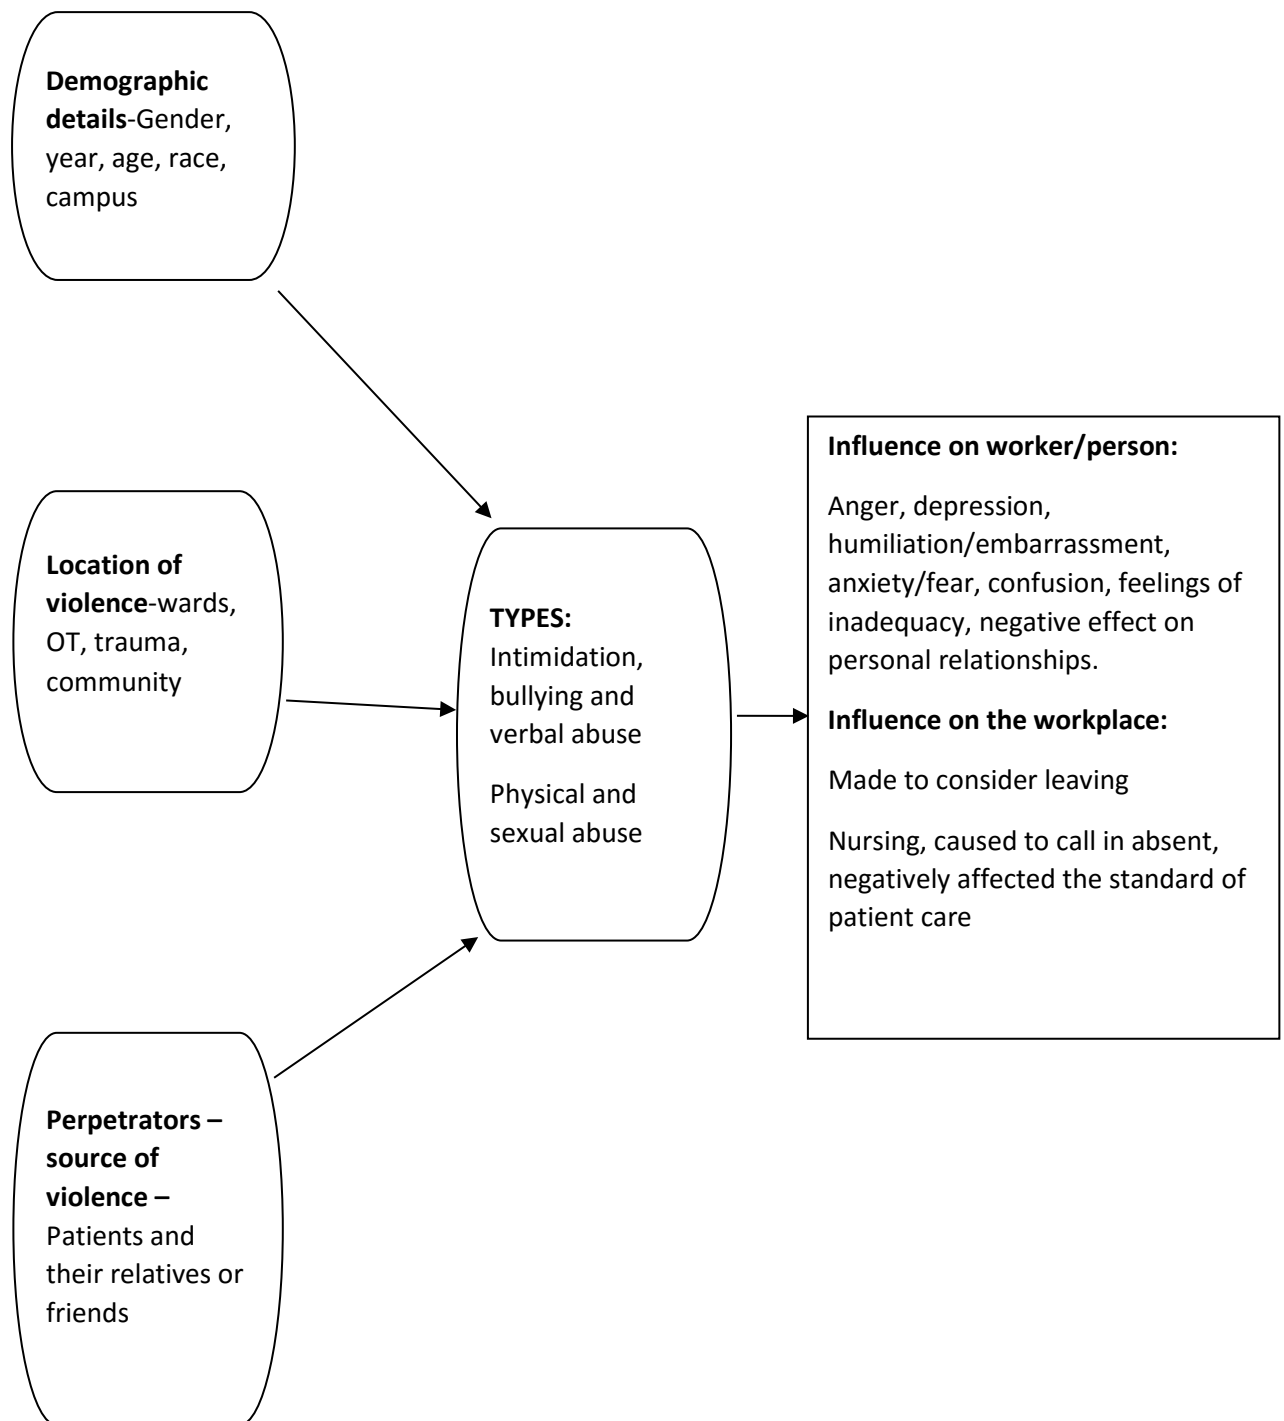 Demographic
details-Gender,
year, age, race,
campus
Location of
violence-wards,
OT, trauma,
community
Perpetrators –
source of
violence –
Patients and
their relatives or
friends
TYPES:
Intimidation,
bullying and
verbal abuse
Physical and
sexual abuse
Influence on worker/person:
Anger, depression,
humiliation/embarrassment,
anxiety/fear, confusion, feelings of
inadequacy, negative effect on
personal relationships.
Influence on the workplace:
Made to consider leaving
Nursing, caused to call in absent,
negatively affected the standard of
patient care